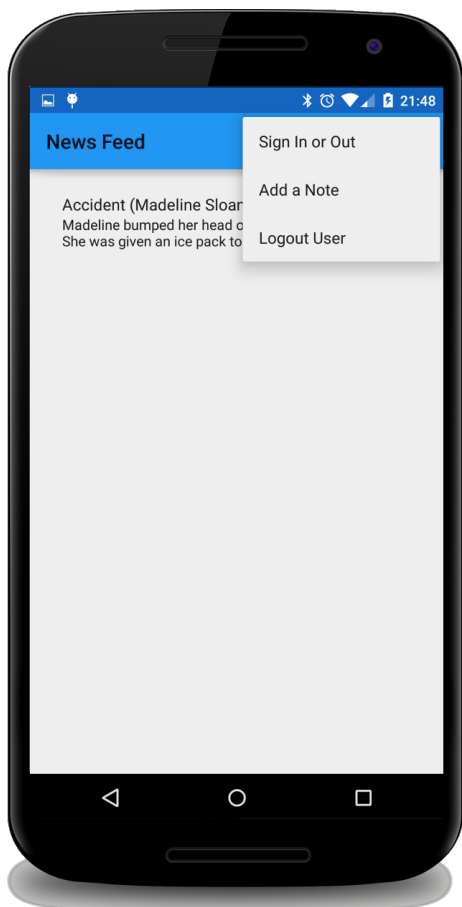 21:48
News Feed
Sign In or Out
Add a Note
Logout User
Accident (Madeline
Madeline bumped her head
She was given an ice pack to